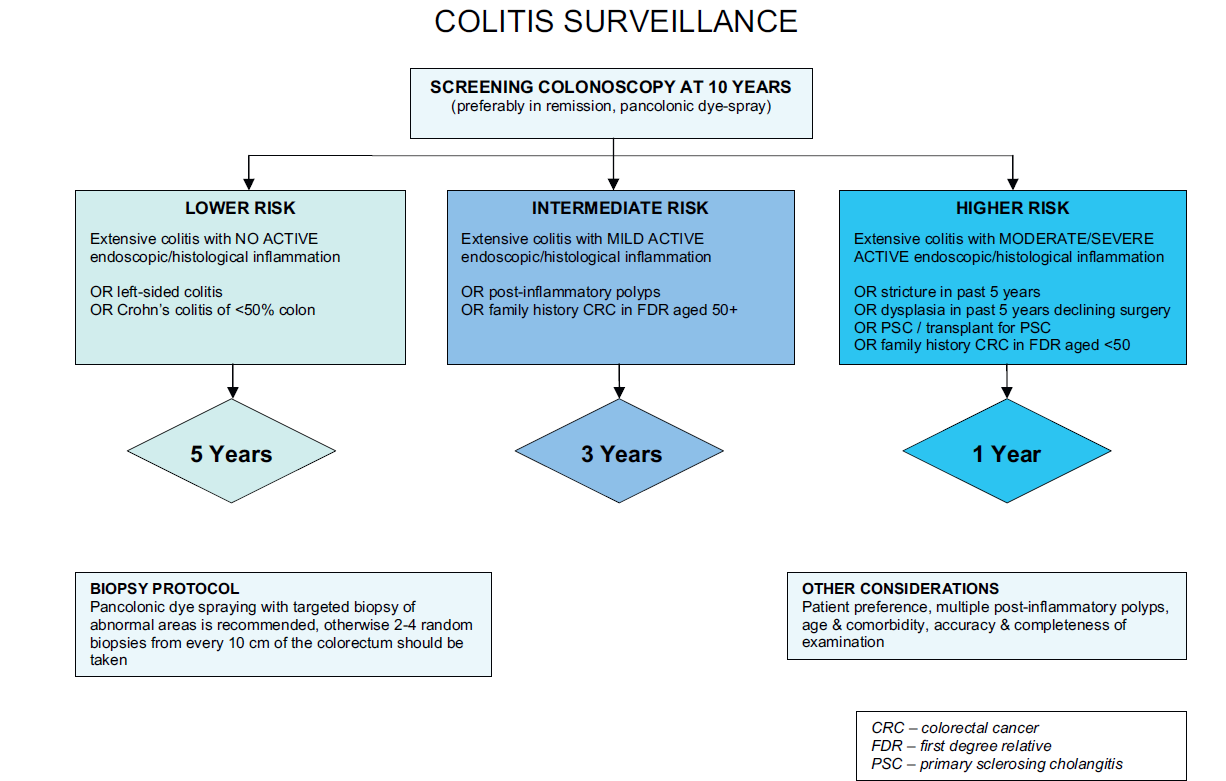 COLITIS SURVEILLANCE
SCREENING COLONOSCOPY AT 10 YEARS
(preferably in remission, pancolonic dye-spray)
LOWER RISK
Extensive colitis with NO ACTIVE
endoscopic/histological inflammation
OR left-sided colitis
OR Crohn's colitis of <50% colon
INTERMEDIATE RISK
Extensive colitis with MILD ACTIVE
endoscopic/histological inflammation
OR post-inflammatory polyps
OR family history CRC in FDR aged 50+
HIGHER RISK
Extensive colitis with MODERATE/SEVERE
ACTIVE endoscopic/histological inflammation
OR stricture in past 5 years
OR dysplasia in past 5 years declining surgery
OR PSC / transplant for PSC
OR family history CRC in FDR aged <50
5 Years
3 Years
1 Year
BIOPSY PROTOCOL
Pancolonic dye spraying with targeted biopsy of
abnormal areas is recommended, otherwise 2-4 random
biopsies from every 10 cm of the colorectum should be
taken
OTHER CONSIDERATIONS
Patient preference, multiple post-inflammatory polyps,
age & comorbidity, accuracy & completeness of
examination
CRC – colorectal cancer
FDR – first degree relative
PSC – primary sclerosing cholangitis